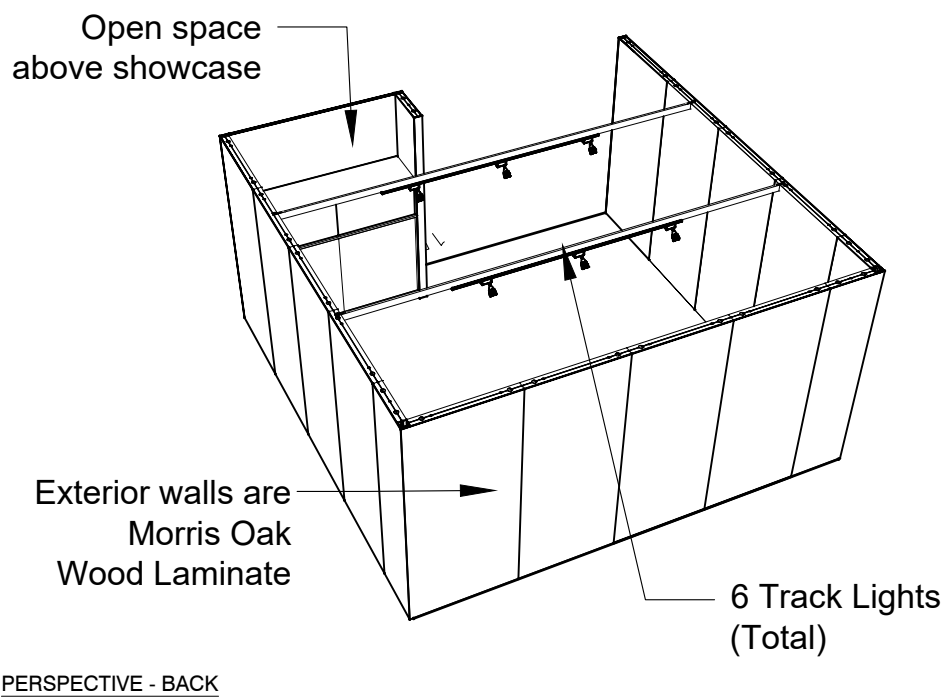 Open space
above showcase
Exterior walls are
Morris Oak
Wood Laminate
6 Track Lights
(Total)
PERSPECTIVE - BACK